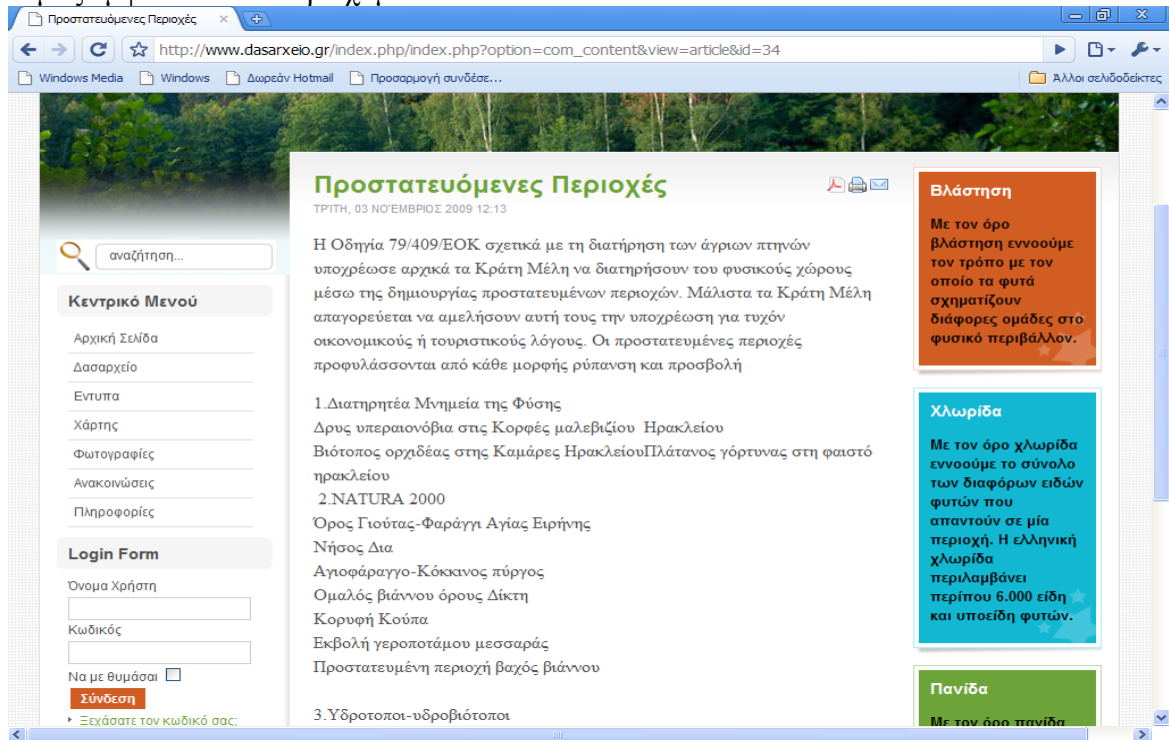 Προστατευόμενες Περιοχές
http://www.dasarxeio.gr/index.php/index.php?option=com_content&view=article&id=34
Windows Media
Windows
Δωρεάν Hotmail
Προσαρμογή συνδέσε...
Άλλοι σελιδοδείκτες
αναζήτηση...
Κεντρικό Μενού
Αρχική Σελίδα
Δασαρχείο
Εντυπα
Χάρτης
Φωτογραφίες
Ανακοινώσεις
Πληροφορίες
Login Form
Όνομα Χρήστη
Κωδικός
Να με θυμάσαι
Σύνδεση
Ξεχάσατε τον κωδικό σας;
Προστατευόμενες Περιοχές
ΤΡΊΤΗ, 03 ΝΟΈΜΒΡΙΟΣ 2009 12:13
Η Οδηγία 79/409/ΕΟΚ σχετικά με τη διατήρηση των άγριων πτηνών
υποχρέωσε αρχικά τα Κράτη Μέλη να διατηρήσουν του φυσικούς χώρους
μέσω της δημιουργίας προστατευμένων περιοχών. Μάλιστα τα Κράτη Μέλη
απαγορεύεται να αμελήσουν αυτή τους την υποχρέωση για τυχόν
οικονομικούς ή τουριστικούς λόγους. Οι προστατευμένες περιοχές
προφυλάσσονται από κάθε μορφής ρύπανση και προσβολή
1.Διατηρητέα Μνημεία της Φύσης
Δρυς υπεραιονόβια στις Κορφές μαλεβιζίου Ηρακλείου
Βιότοπος ορχιδέας στης Καμάρες ΗρακλείουΠλάτανος γόρτυνας στη φαιστό
ηρακλείου
2.NATURA 2000
Όρος Γιούτας-Φαράγγι Αγίας Ειρήνης
Νήσος Δια
Αγιοφάραγγο-Κόκκινος πύργος
Ομαλός βιάννου όρους Δίκτη
Κορυφή Κούπα
Εκβολή γεροποτάμου μεσσαράς
Προστατευμένη περιοχή βαχός βιάννου
3.Υδροτοποι-υδροβιότοποι
Βλάστηση
Με τον όρο
βλάστηση εννοούμε
τον τρόπο με τον
οποίο τα φυτά
σχηματίζουν
διάφορες ομάδες στο
φυσικό περιβάλλον.
Χλωρίδα
Με τον όρο χλωρίδα
εννοούμε το σύνολο
των διαφόρων ειδών
φυτών που
απαντούν σε μία
περιοχή. Η ελληνική
χλωρίδα
περιλαμβάνει
περίπου 6.000 είδη
και υποείδη φυτών.
Πανίδα
Με τον όρο πανίδα